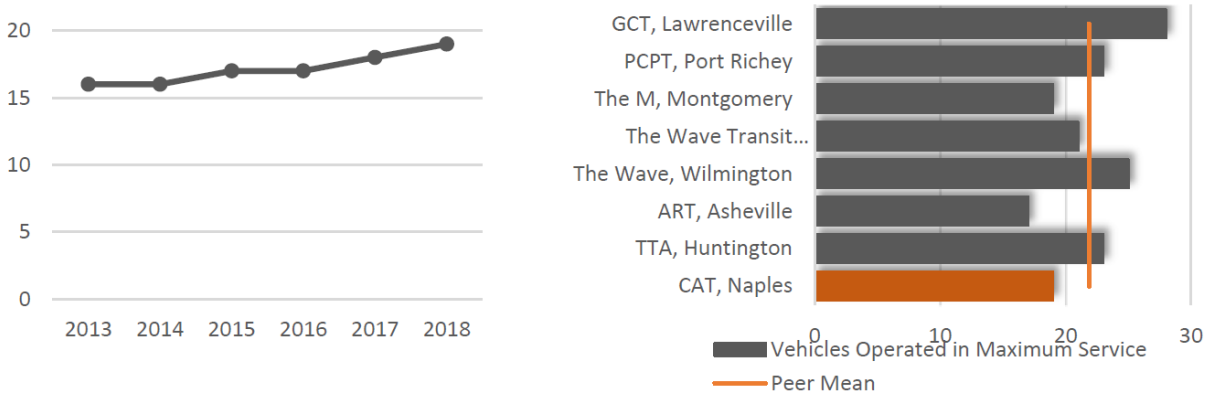 20
15
10
5
0
2013 2014 2015 2016 2017 2018
GCT, Lawrenceville
PCPT, Port Richey
The M, Montgomery
The Wave Transit...
The Wave, Wilmington
ART, Asheville
TTA, Huntington
CAT, Naples
0 10 20 30
Vehicles Operated in Maximum Service
Peer Mean